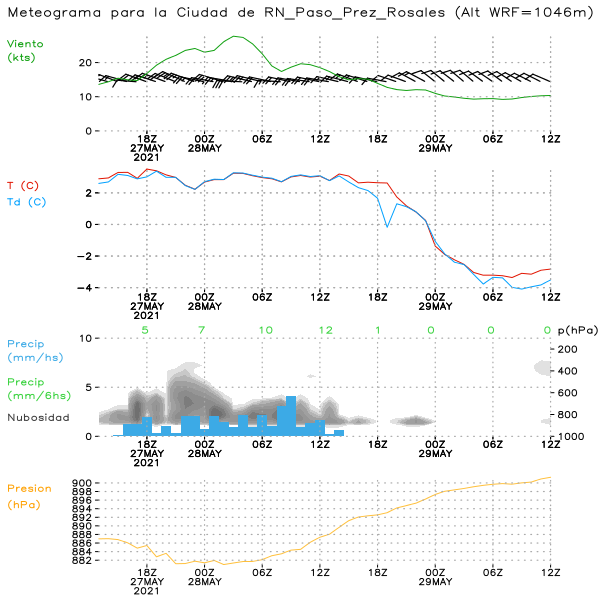 Meteograma para la Ciudad de RN_Paso_Prez_Rosales (Alt WRF=1046m)
Viento
(kts)
20
10
0
18Z 00Z 06Z 12Z 18Z 00Z 06Z 12Z
27MAY 28MAY 29MAY
2021
T (C)
Td (C)
2
0
−2
−4
18Z 00Z 06Z 12Z 18Z 00Z 06Z 12Z
27MAY 28MAY 29MAY
2021
5 7 10 12 1 0 0 0 p(hPa)
Precip
(mm/hs)
Precip
(mm/6hs)
Nubosidad
10
5
0
200
400
600
800
1000
18Z 00Z 06Z 12Z 18Z 00Z 06Z 12Z
27MAY 28MAY 29MAY
2021
Presion
(hPa)
900
898
896
894
892
890
888
886
884
882
18Z 00Z 06Z 12Z 18Z 00Z 06Z 12Z
27MAY 28MAY 29MAY
2021